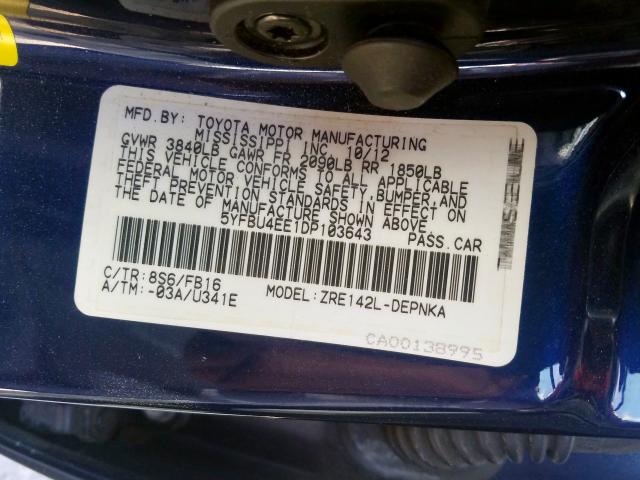 MFD.BY: TOYOTA MOTOR MANUFACTURING
MISSISSIPPI INC. 10/12
GVWR 3840LB GAWR FR 2090LB RR 1850LB
THIS VEHICLE CONFORMS TO ALL APPLICABLE
FEDERAL MOTOR VEHICLE SAFETY,BUMPER,AND
THEFT PREVENTION STANDARDS IN EFFECT ON
THE DATE OF MANUFACTURE SHOWN ABOVE.
5YFBU4EE1DP103643 PASS.CAR
C/TR: 8S6/FB16
A/TM: -03A/U341E
MODEL: ZRE142L-DEPNKA
CA00138995